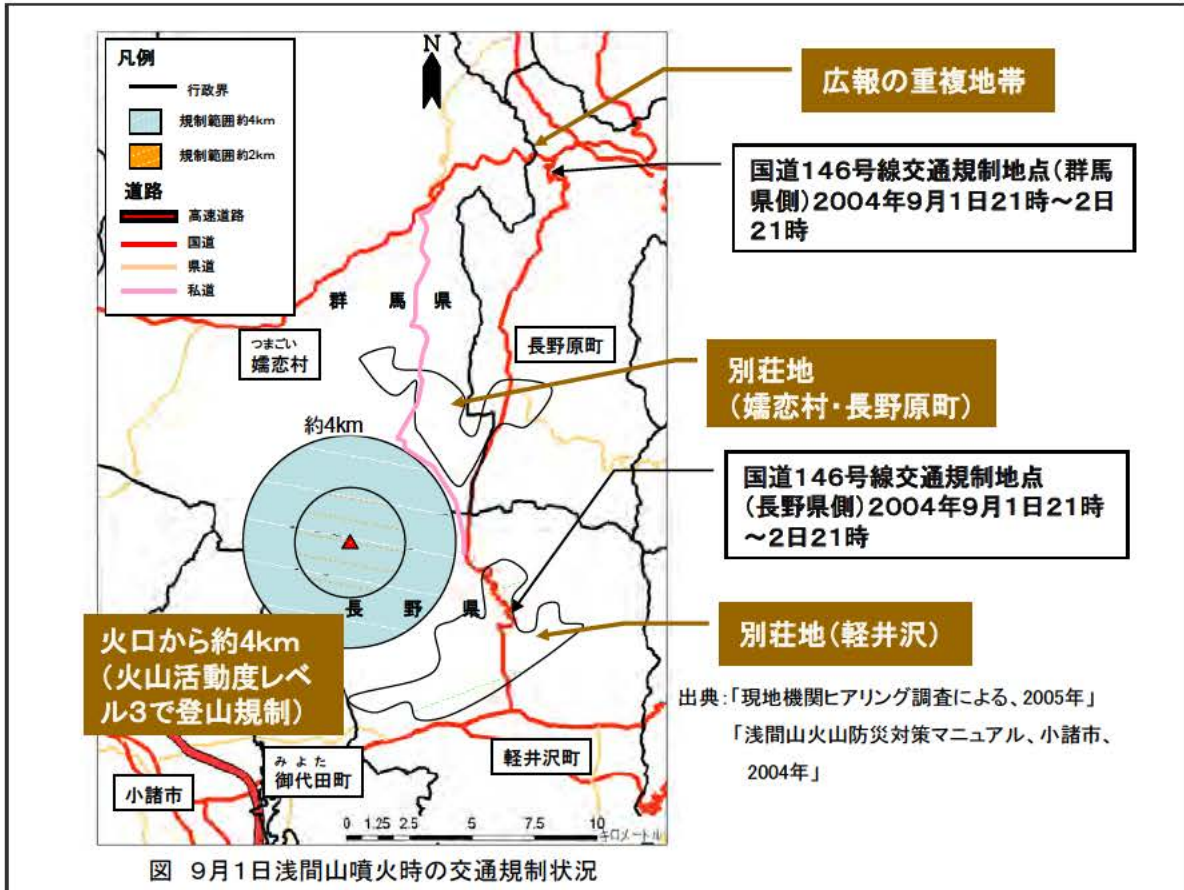 凡例
行政界
規制範囲約4km
規制範囲約2km
道路
高速道路
国道
県道
私道
N
広報の重複地帯
国道146号線交通規制地点(群馬
県側)2004年9月1日21時～2日
21時
群馬県
つまごい
嬬恋村
長野原町
別荘地
(嬬恋村・長野原町)
約4km
国道146号線交通規制地点
(長野県側)2004年9月1日21時
～2日21時
長野県
火口から約4km
(火山活動度レベ
ル3で登山規制)
別荘地(軽井沢)
出典:「現地機関ヒアリング調査による、2005年」
「浅間山火山防災対策マニュアル、小諸市、
2004年」
軽井沢町
みよた
御代田町
小諸市
0 1.25 2.5 5 7.5 10
キロメートル
図 9月1日浅間山噴火時の交通規制状況